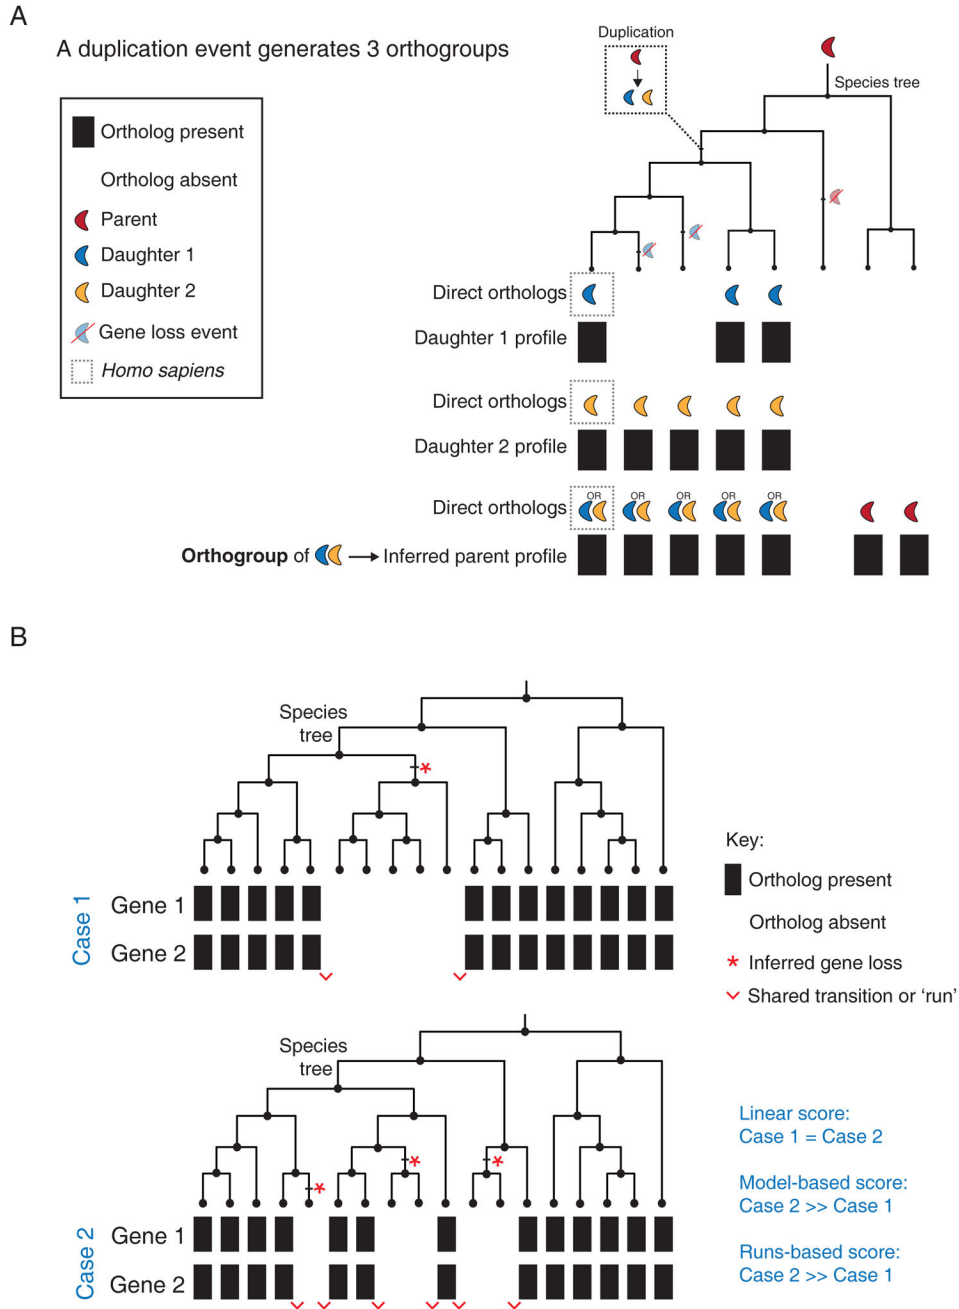 A
A duplication event generates 3 orthogroups
Duplication
Species tree
Ortholog present
Ortholog absent
Parent
Daughter 1
Daughter 2
Gene loss event
Homo sapiens
Direct orthologs
Daughter 1 profile
Direct orthologs
Daughter 2 profile
OR OR OR OR OR
Direct orthologs
Orthogroup of Inferred parent profile
B
Species
tree
Case 1
Gene 1
Gene 2
Key:
Ortholog present
Ortholog absent
Inferred gene loss
Shared transition or ‘run’
Species
tree
Case 2
Gene 1
Gene 2
Linear score:
Case 1 = Case 2
Model-based score:
Case 2 >> Case 1
Runs-based score:
Case 2 >> Case 1